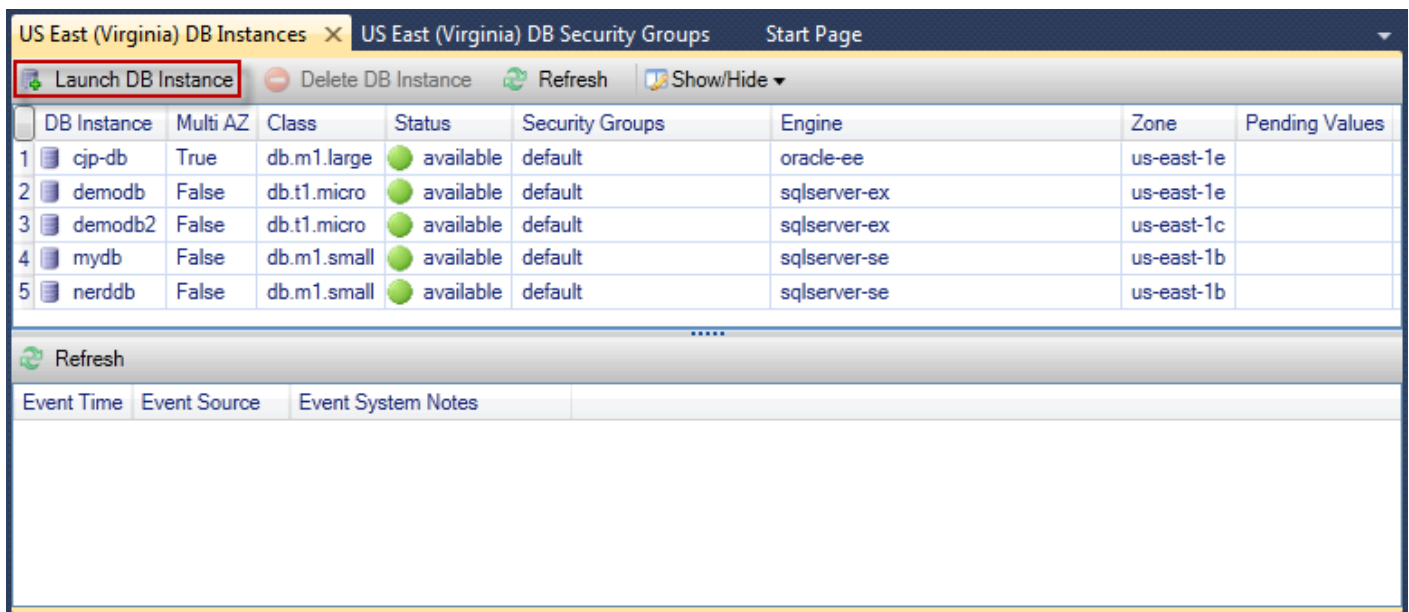 US East (Virginia) DB Instances US East (Virginia) DB Security Groups Start Page
Launch DB Instance Delete DB Instance Refresh Show/Hide
DB Instance Multi AZ Class Status Security Groups Engine Zone Pending Values
1 cjp-db True db.m1.large available default oracle-ee us-east-1e
2 demodb False db.t1.micro available default sqlserver-ex us-east-1e
3 demodb2 False db.t1.micro available default sqlserver-ex us-east-1c
4 mydb False db.m1.small available default sqlserver-se us-east-1b
5 nerddb False db.m1.small available default sqlserver-se us-east-1b
Refresh
Event Time Event Source Event System Notes